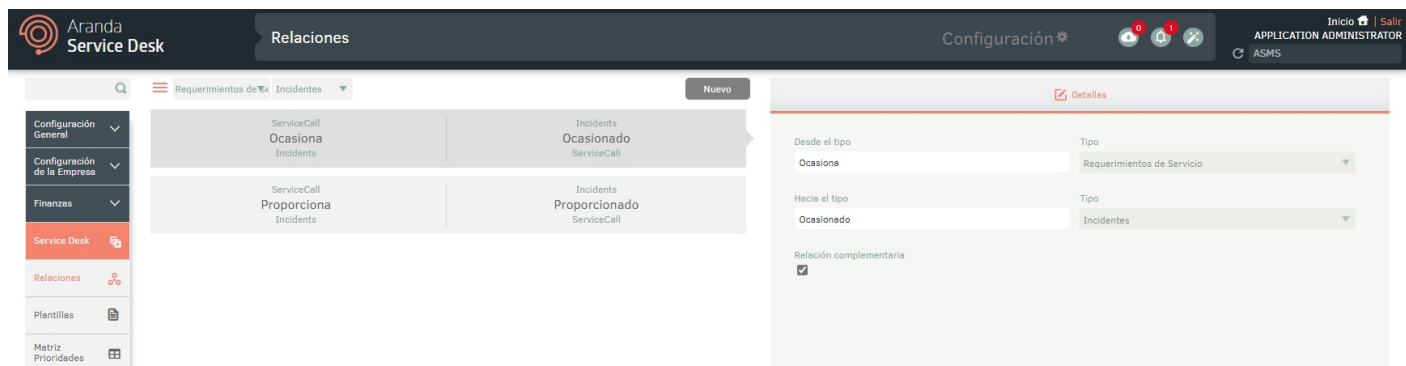 Aranda
Service Desk
Relaciones
Configuración
0
1
Inicio | Salir
APPLICATION ADMINISTRATOR
ASMS
Requerimientos de Se
Incidentes
Nuevo
Detalles
Configuración
General
Configuración
de la Empresa
Finanzas
Service Desk
Relaciones
Plantillas
Matriz
Prioridades
ServiceCall
Ocasiona
Incidents
Incidents
Ocasionado
ServiceCall
ServiceCall
Proporciona
Incidents
Incidents
Proporcionado
ServiceCall
Desde el tipo
Tipo
Ocasiona
Requerimientos de Servicio
Hacia el tipo
Tipo
Ocasionado
Incidentes
Relación complementaria